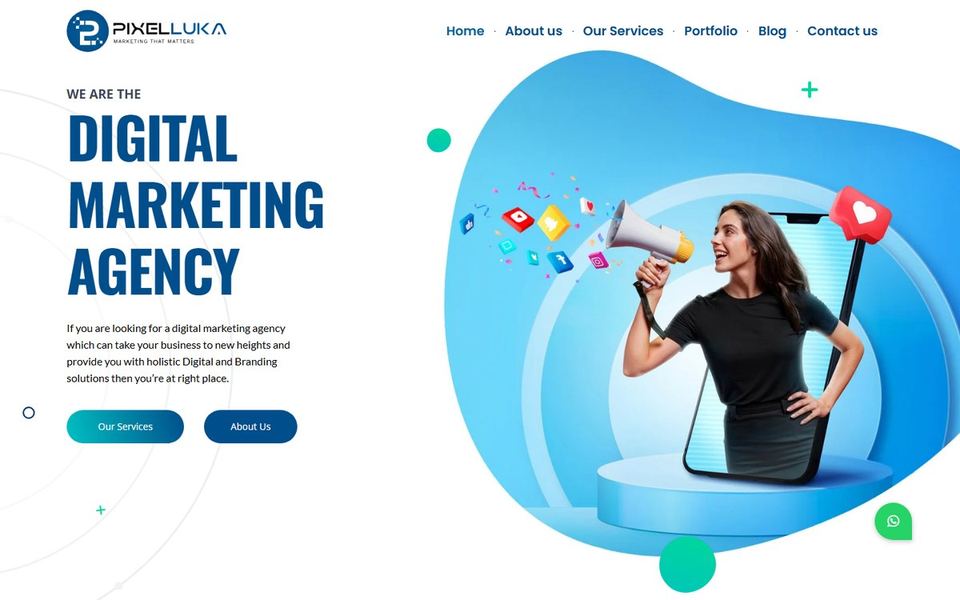 PIXELLUKA
MARKETING THAT MATTERS
Home · About us · Our Services · Portfolio · Blog · Contact us
WE ARE THE
DIGITAL
MARKETING
AGENCY
If you are looking for a digital marketing agency
which can take your business to new heights and
provide you with holistic Digital and Branding
solutions then you’re at right place.
Our Services
About Us